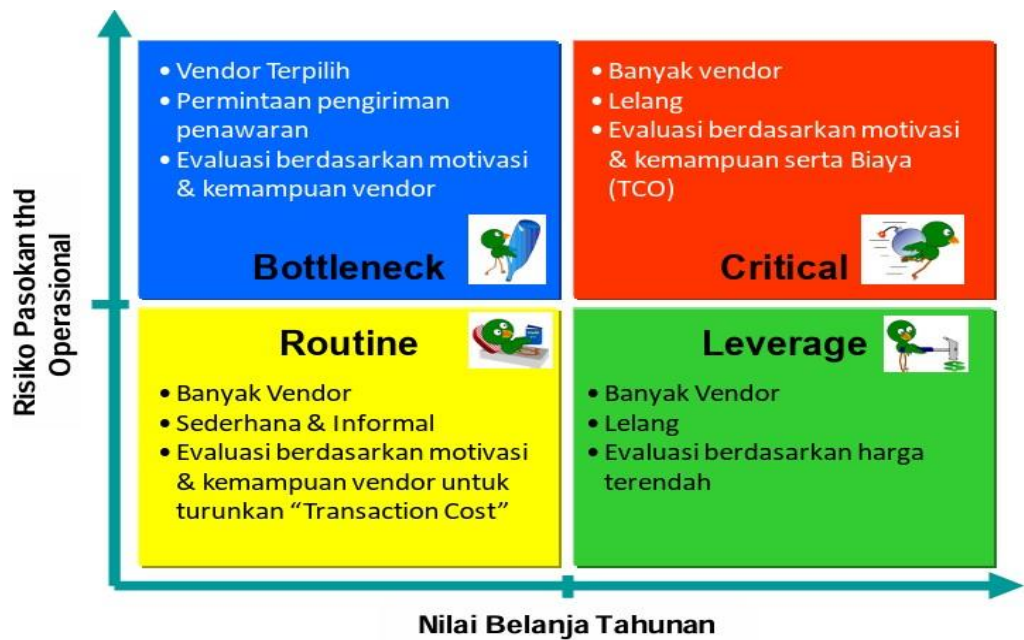 Risiko Pasokan thd
Operasional
• Vendor Terpilih
• Permintaan pengiriman
penawaran
• Evaluasi berdasarkan motivasi
& kemampuan vendor
Bottleneck
• Banyak vendor
• Lelang
• Evaluasi berdasarkan motivasi
& kemampuan serta Biaya
(TCO)
Critical
Routine
• Banyak Vendor
• Sederhana & Informal
• Evaluasi berdasarkan motivasi
& kemampuan vendor untuk
turunkan “Transaction Cost”
Leverage
$
• Banyak Vendor
• Lelang
• Evaluasi berdasarkan harga
terendah
Nilai Belanja Tahunan